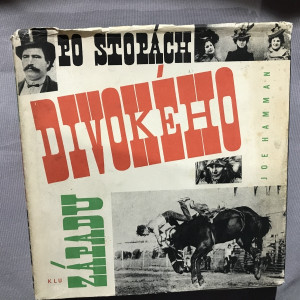 PO STOPÁCH
DIVOKÉHO
ZÁPADU
JOE HAMMAN
KLU